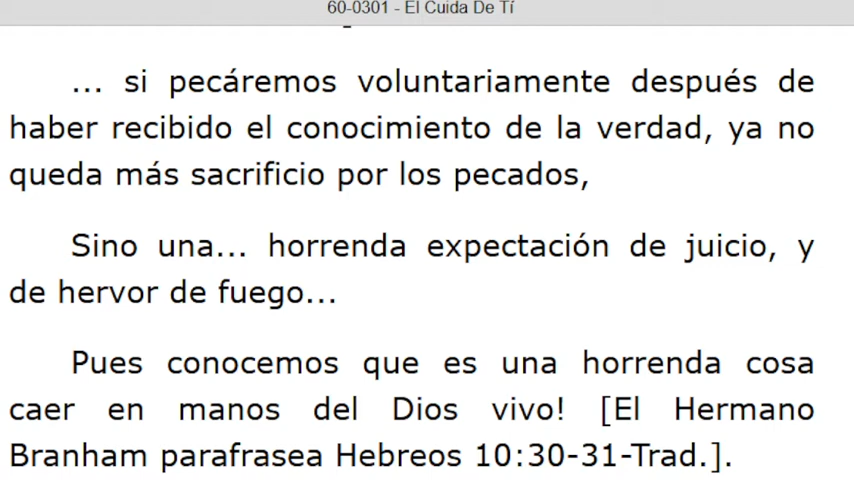 60-0301 - El Cuida De Tí
... si pecáremos voluntariamente después de
haber recibido el conocimiento de la verdad, ya no
queda más sacrificio por los pecados,
Sino una... horrenda expectación de juicio, y
de hervor de fuego...
Pues conocemos que es una horrenda cosa
caer en manos del Dios vivo! [El Hermano
Branham parafrasea Hebreos 10:30-31-Trad.].